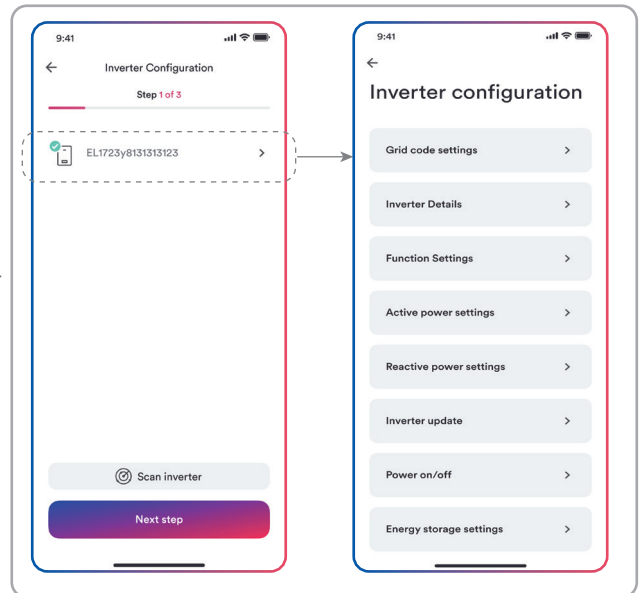 9:41
Inverter Configuration
Step 1 of 3
EL1723y8131313123
Scan inverter
Next step
9:41
Inverter configuration
Grid code settings
Inverter Details
Function Settings
Active power settings
Reactive power settings
Inverter update
Power on/off
Energy storage settings